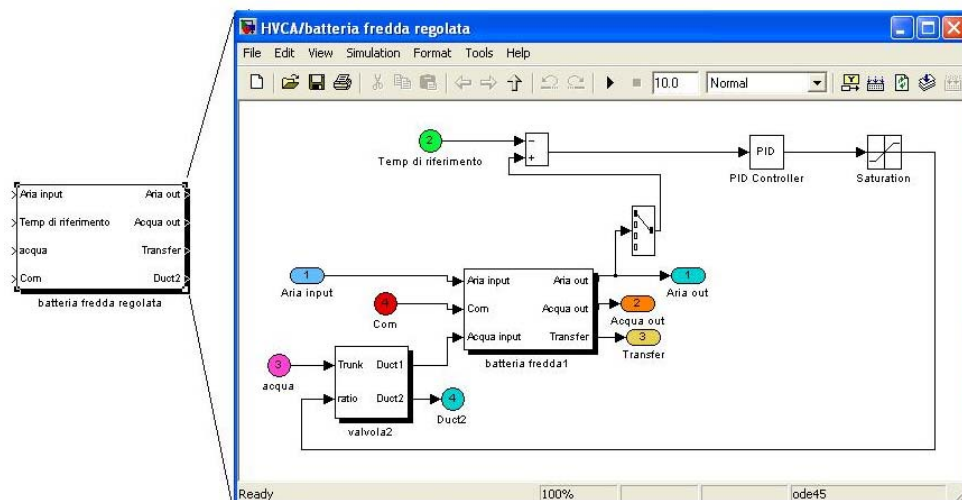 HVCA/batteria fredda regolata
File Edit View Simulation Format Tools Help
10.0 Normal
Aria input Aria out
Temp di riferimento Acqua out
acqua Transfer
Com Duct2
batteria fredda regolata
2
Temp di riferimento
PID
PID Controller
Saturation
1
Aria input
4
Com
3
acqua
Aria input Aria out
Com Acqua out
Acqua input Transfer
batteria fredda1
1
Aria out
2
Acqua out
3
Transfer
Trunk Duct1
ratio Duct2
valvola2
4
Duct2
Ready 100% ode45